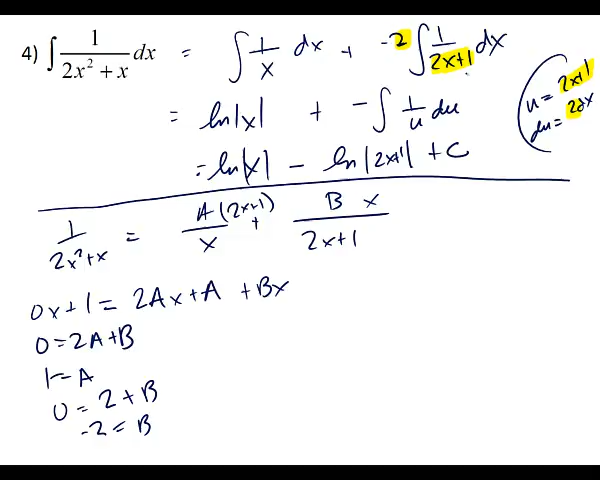 4) ∫ 1/(2x² + x) dx = ∫ 1/x dx + -2 ∫ 1/(2x+1) dx
u = 2x+1
du = 2dx
= ln|x| + - ∫ 1/u du
= ln|x| - ln|2x+1| + C
1/(2x²+x) = A (2x+1)/x + B x/(2x+1)
0x+1 = 2Ax+A +Bx
0=2A+B
1=A
0 = 2+B
-2 = B